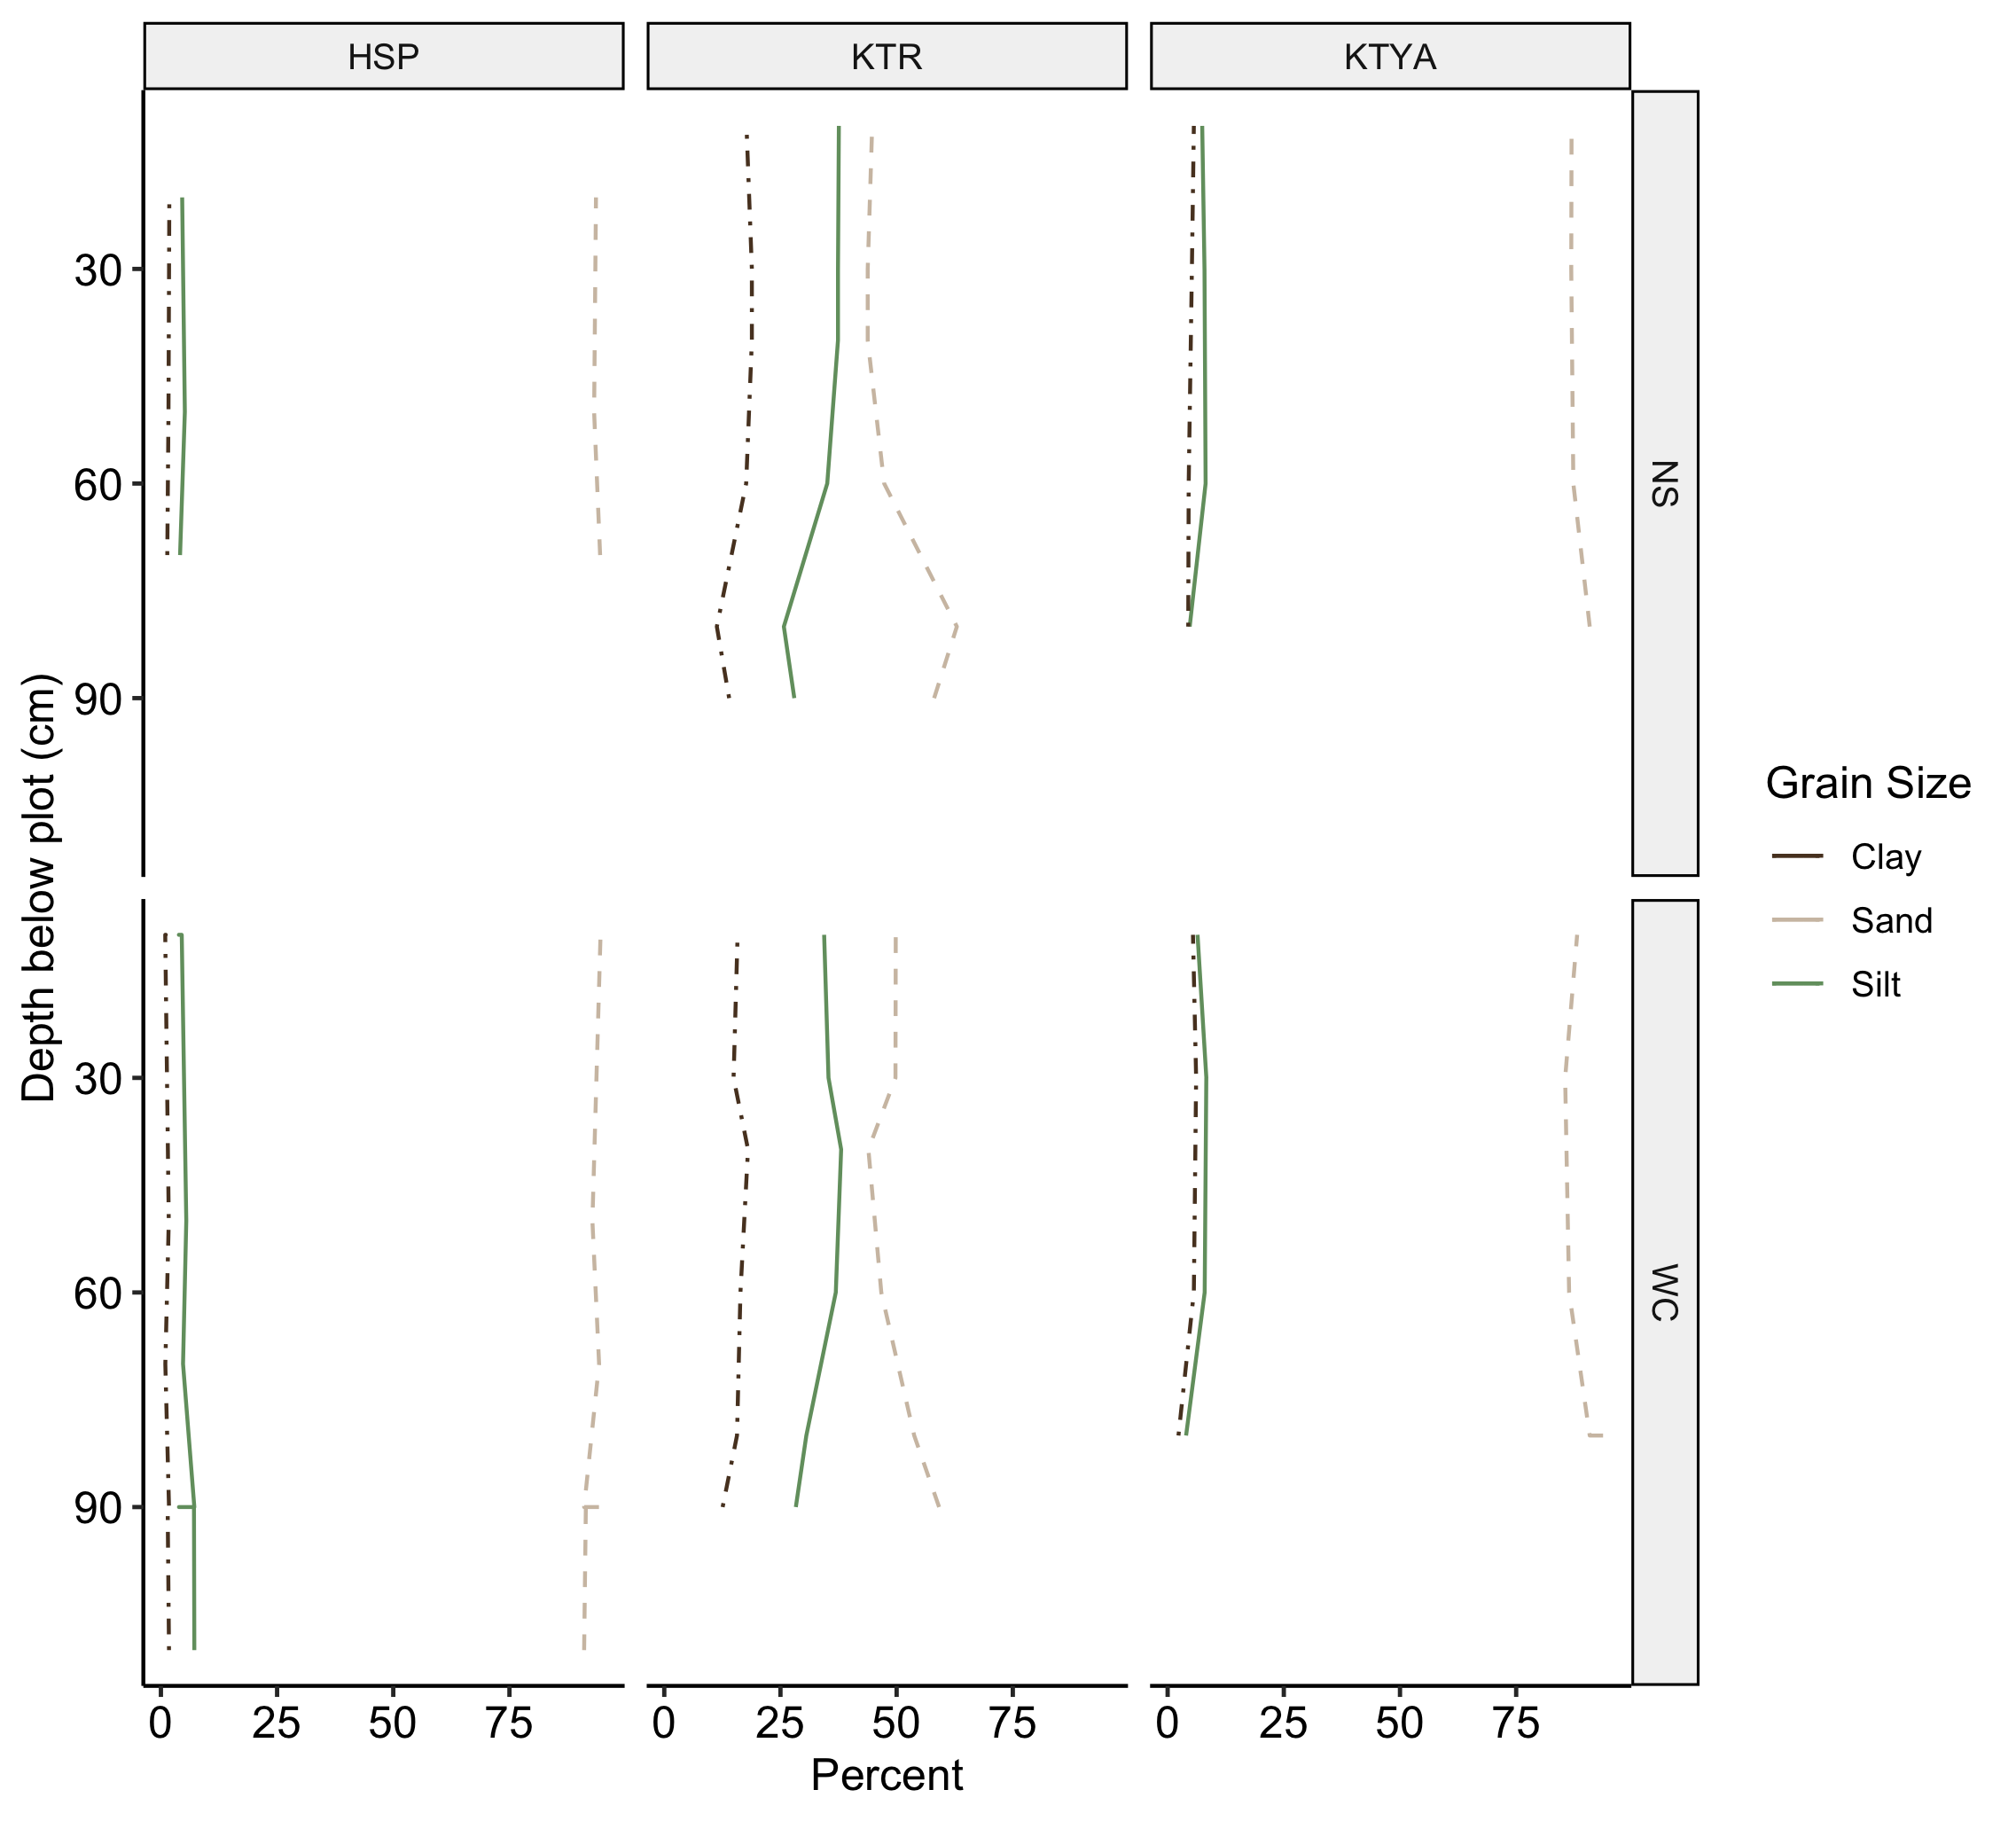 HSP KTR KTYA
30
60
90
NS
30
60
90
WC
0 25 50 75 0 25 50 75 0 25 50 75
Percent
Depth below plot (cm)
Grain Size
Clay
Sand
Silt